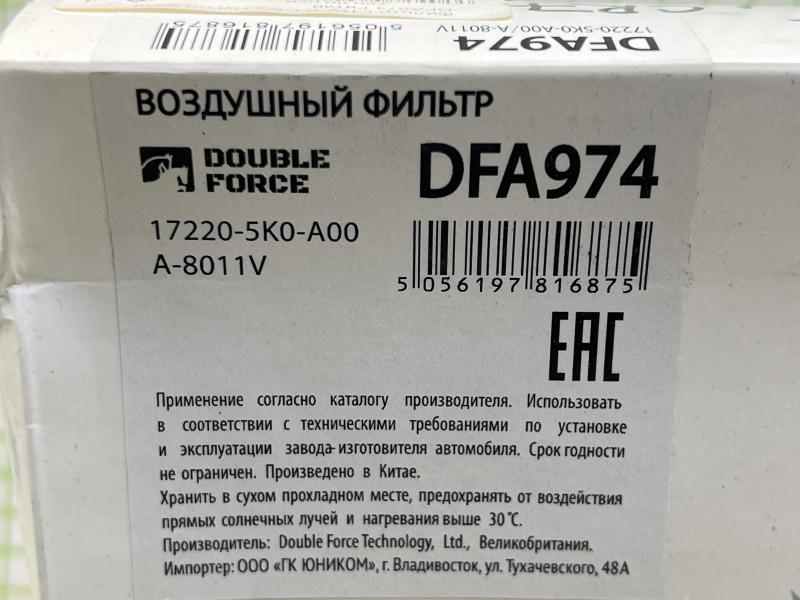 5 056197 816875
17220-5K0-A00/A-8011V
DFA974
ВОЗДУШНЫЙ ФИЛЬТР
DOUBLE
FORCE
DFA974
17220-5K0-A00
A-8011V
5 056197 816875
EAC
Применение согласно каталогу производителя. Использовать
в соответствии с техническими требованиями по установке
и эксплуатации завода-изготовителя автомобиля. Срок годности
не ограничен. Произведено в Китае.
Хранить в сухом прохладном месте, предохранять от воздействия
прямых солнечных лучей и нагревания выше 30 °С.
Производитель: Double Force Technology, Ltd., Великобритания.
Импортер: ООО «ГК ЮНИКОМ», г. Владивосток, ул. Тухачевского, 48А